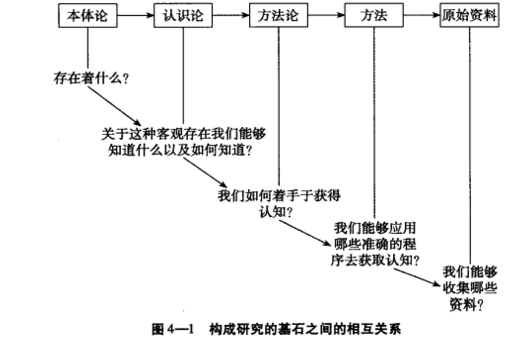 本体论 认识论 方法论 方法 原始资料
存在着什么?
关于这种客观存在我们能够
知道什么以及如何知道?
我们如何着手于获得
认知?
我们能够应用
哪些准确的程
序去获取认知?
我们能够
收集哪些
资料?
图4—1 构成研究的基石之间的相互关系